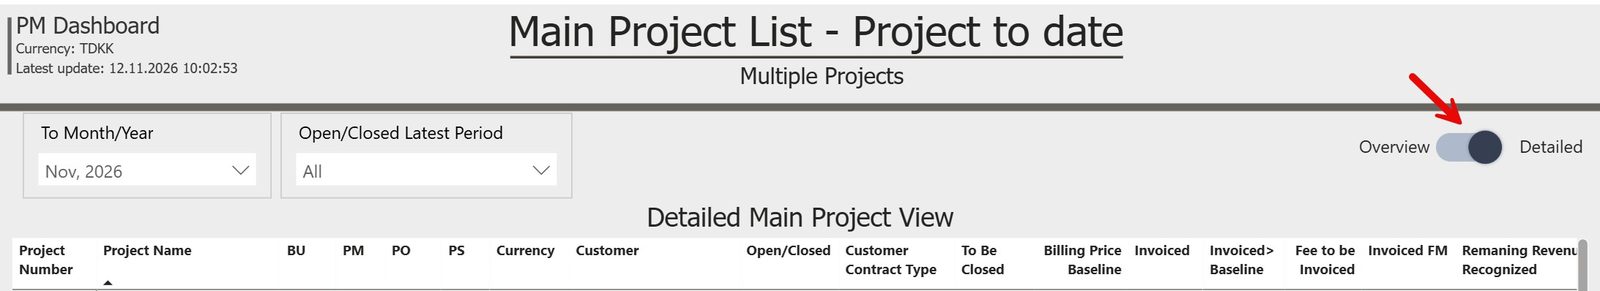 PM Dashboard
Currency: TDKK
Latest update: 12.11.2026 10:02:53
Main Project List - Project to date
Multiple Projects
To Month/Year
Nov, 2026
Open/Closed Latest Period
All
Overview
Detailed
Detailed Main Project View
Project Number
Project Name
BU
PM
PO
PS
Currency
Customer
Open/Closed
Customer Contract Type
To Be Closed
Billing Price Baseline
Invoiced
Invoiced> Baseline
Fee to be Invoiced
Invoiced FM
Remaning Revenu Recognized